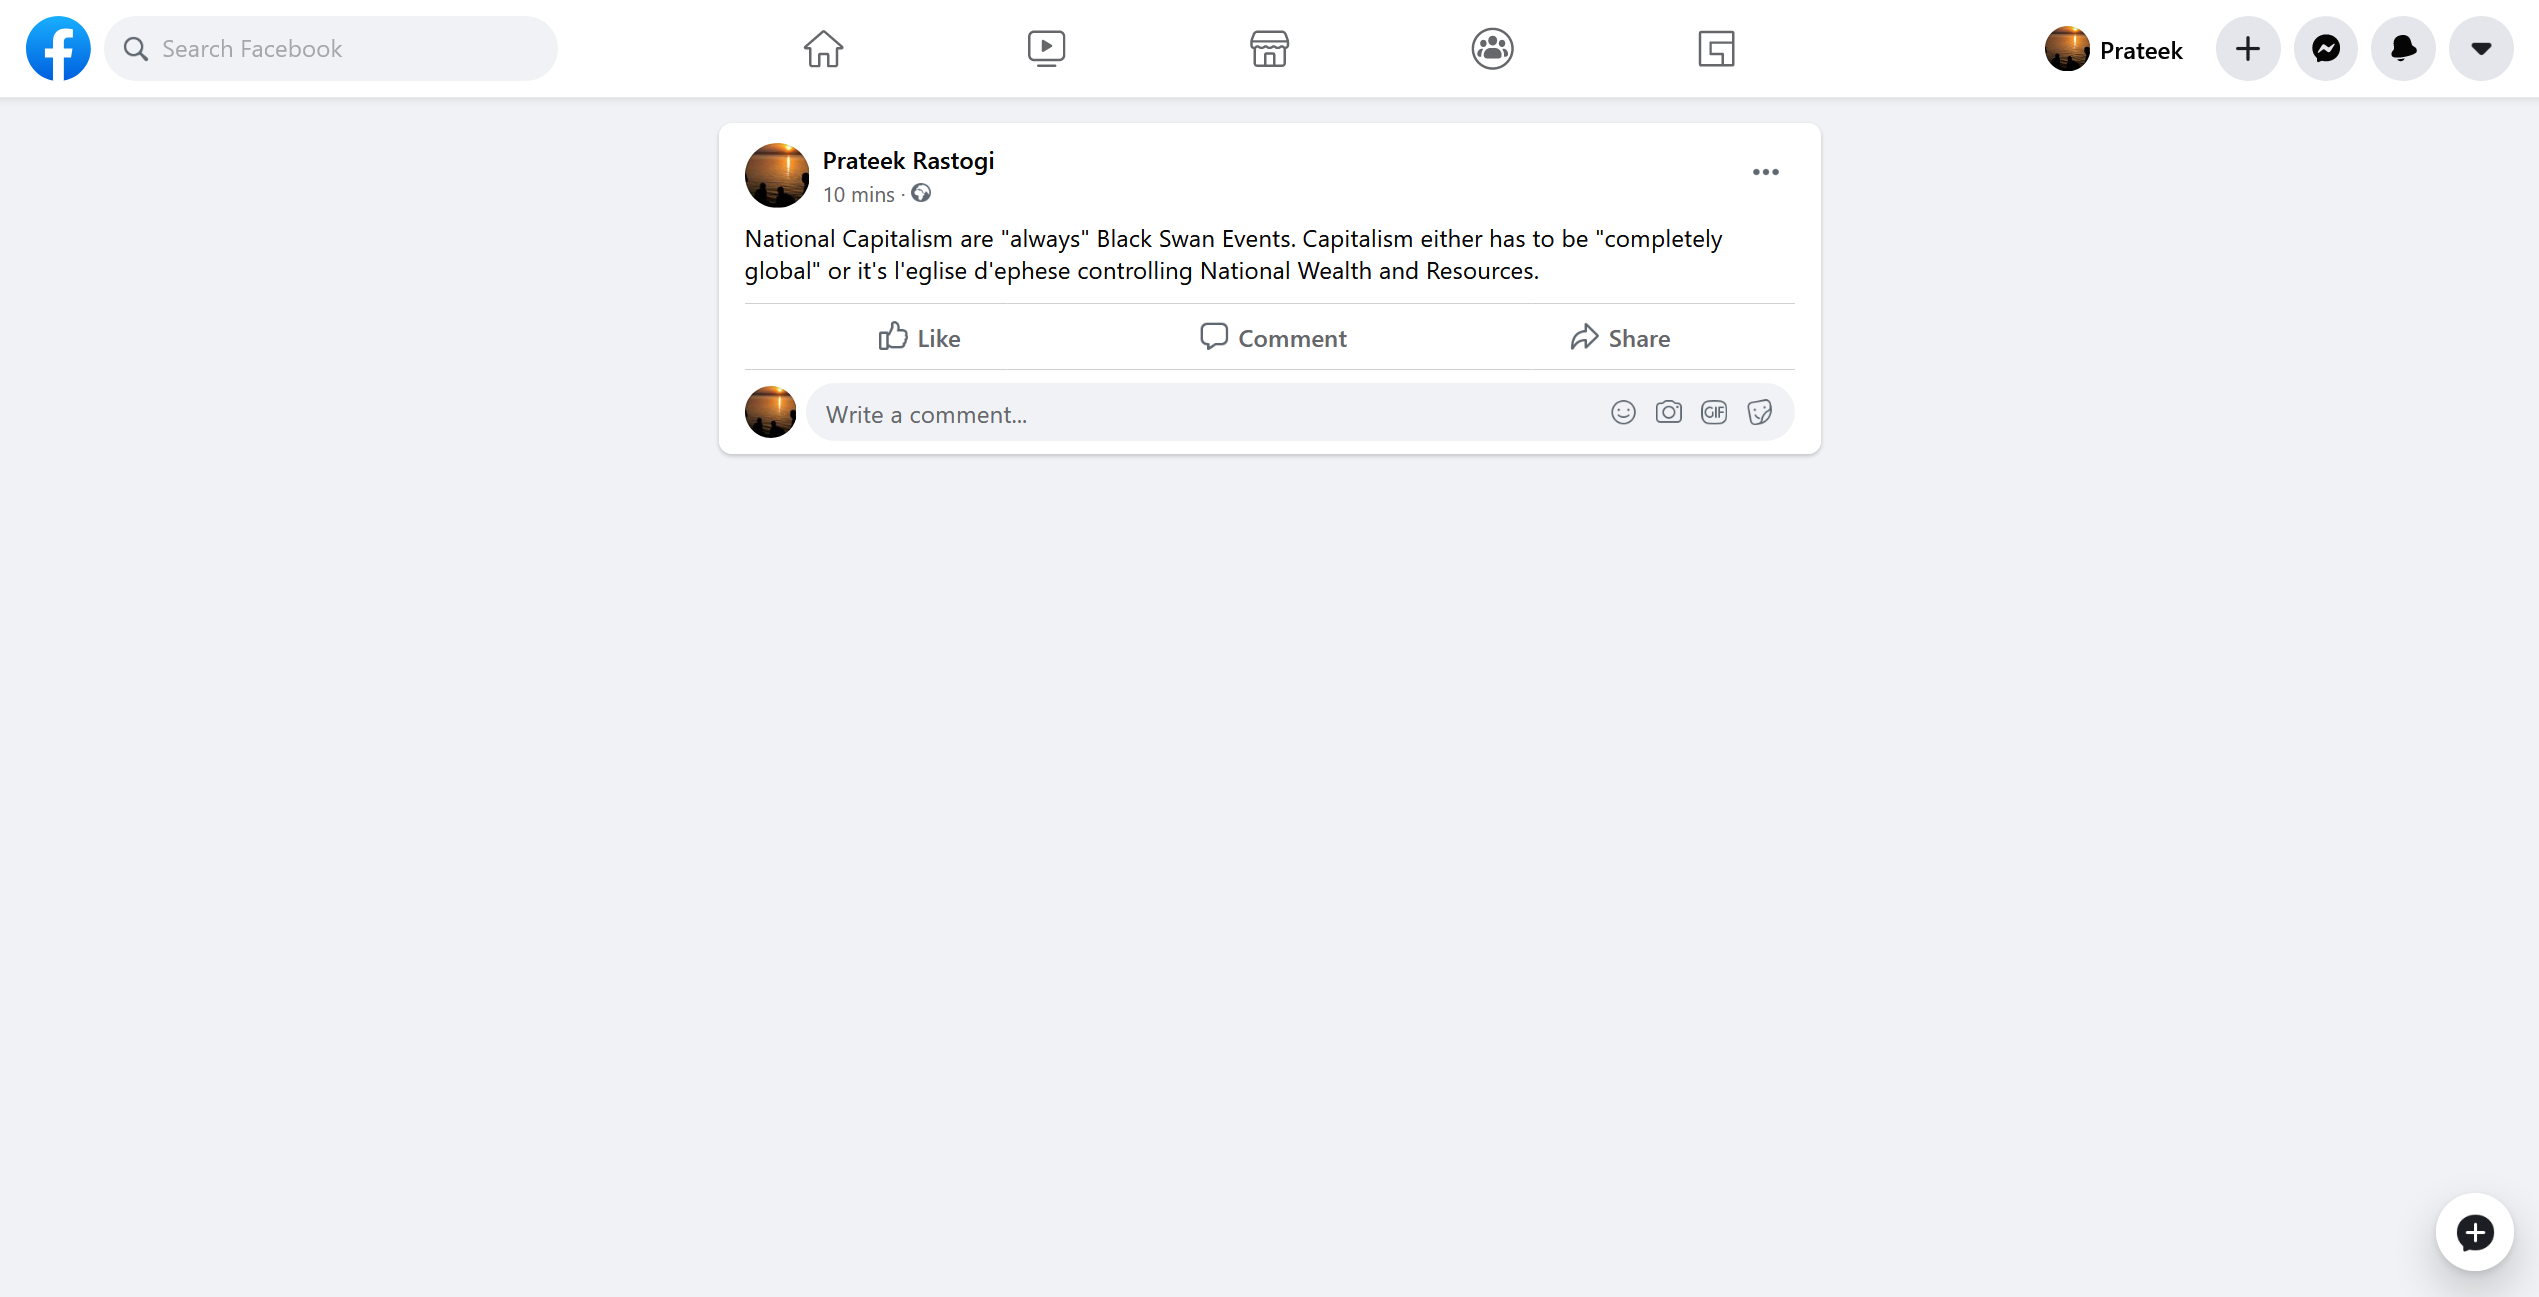 Search Facebook
Prateek
Prateek Rastogi
10 mins ·
National Capitalism are "always" Black Swan Events. Capitalism either has to be "completely
global" or it's l'eglise d'ephese controlling National Wealth and Resources.
Like
Comment
Share
Write a comment...
GIF